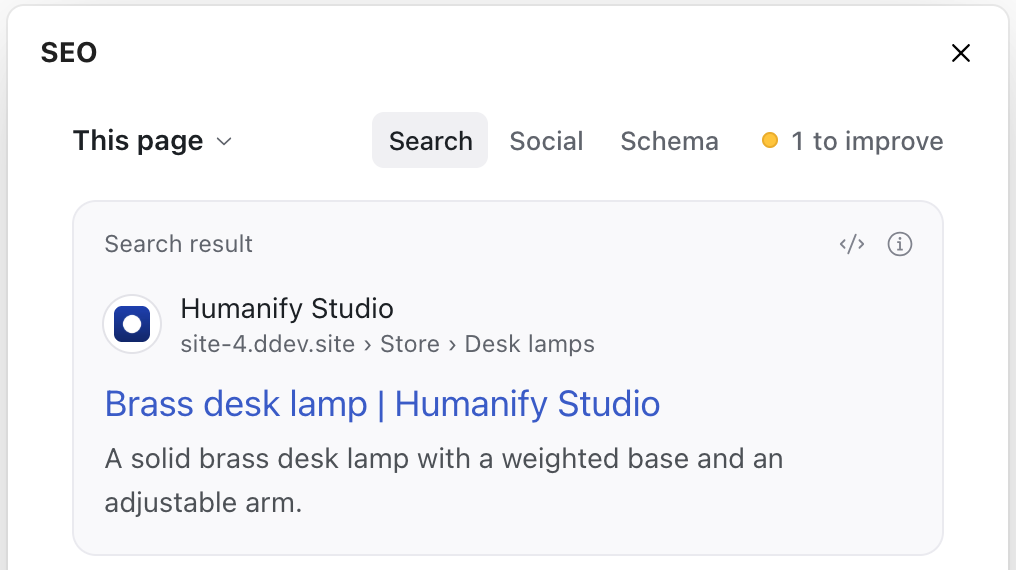 SEO
This page
Search
Social
Schema
1 to improve
Search result
Humanify Studio
site-4.ddev.site › Store › Desk lamps
Brass desk lamp | Humanify Studio
A solid brass desk lamp with a weighted base and an
adjustable arm.